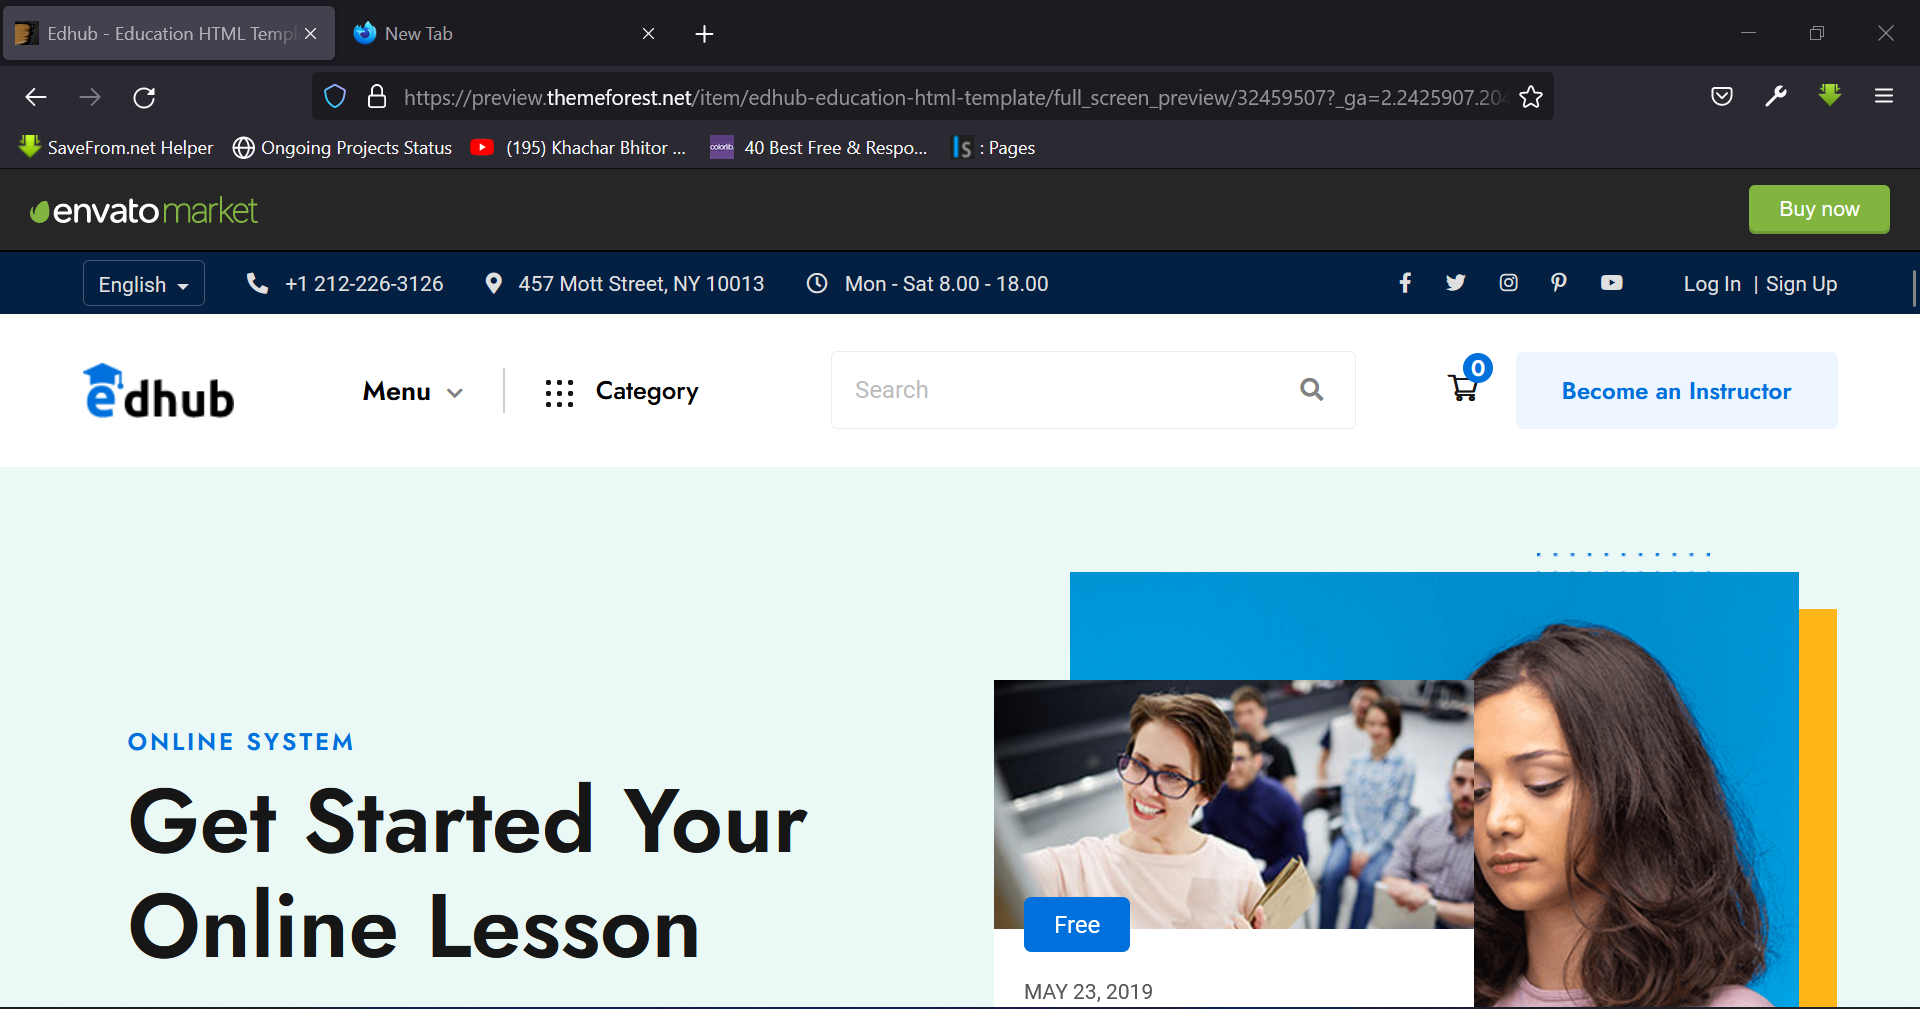 Edhub - Education HTML Templ
New Tab
https://preview.themeforest.net/item/edhub-education-html-template/full_screen_preview/32459507?_ga=2.2425907.204
SaveFrom.net Helper
Ongoing Projects Status
(195) Khachar Bhitor ...
colorlib
40 Best Free & Respo...
: Pages
envatomarket
Buy now
English
+1 212-226-3126
457 Mott Street, NY 10013
Mon - Sat 8.00 - 18.00
Log In | Sign Up
edhub
Menu
Category
Search
0
Become an Instructor
ONLINE SYSTEM
Get Started Your
Online Lesson
Free
MAY 23, 2019